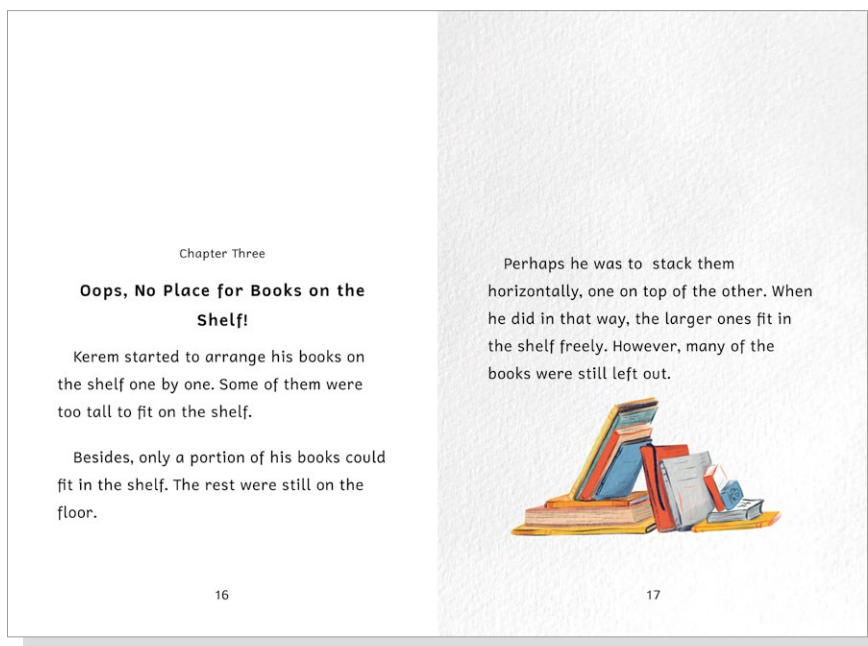 Chapter Three
Oops, No Place for Books on the
Shelf!
Kerem started to arrange his books on
the shelf one by one. Some of them were
too tall to fit on the shelf.
Besides, only a portion of his books could
fit in the shelf. The rest were still on the
floor.
16
Perhaps he was to  stack them
horizontally, one on top of the other. When
he did in that way, the larger ones fit in
the shelf freely. However, many of the
books were still left out.
17